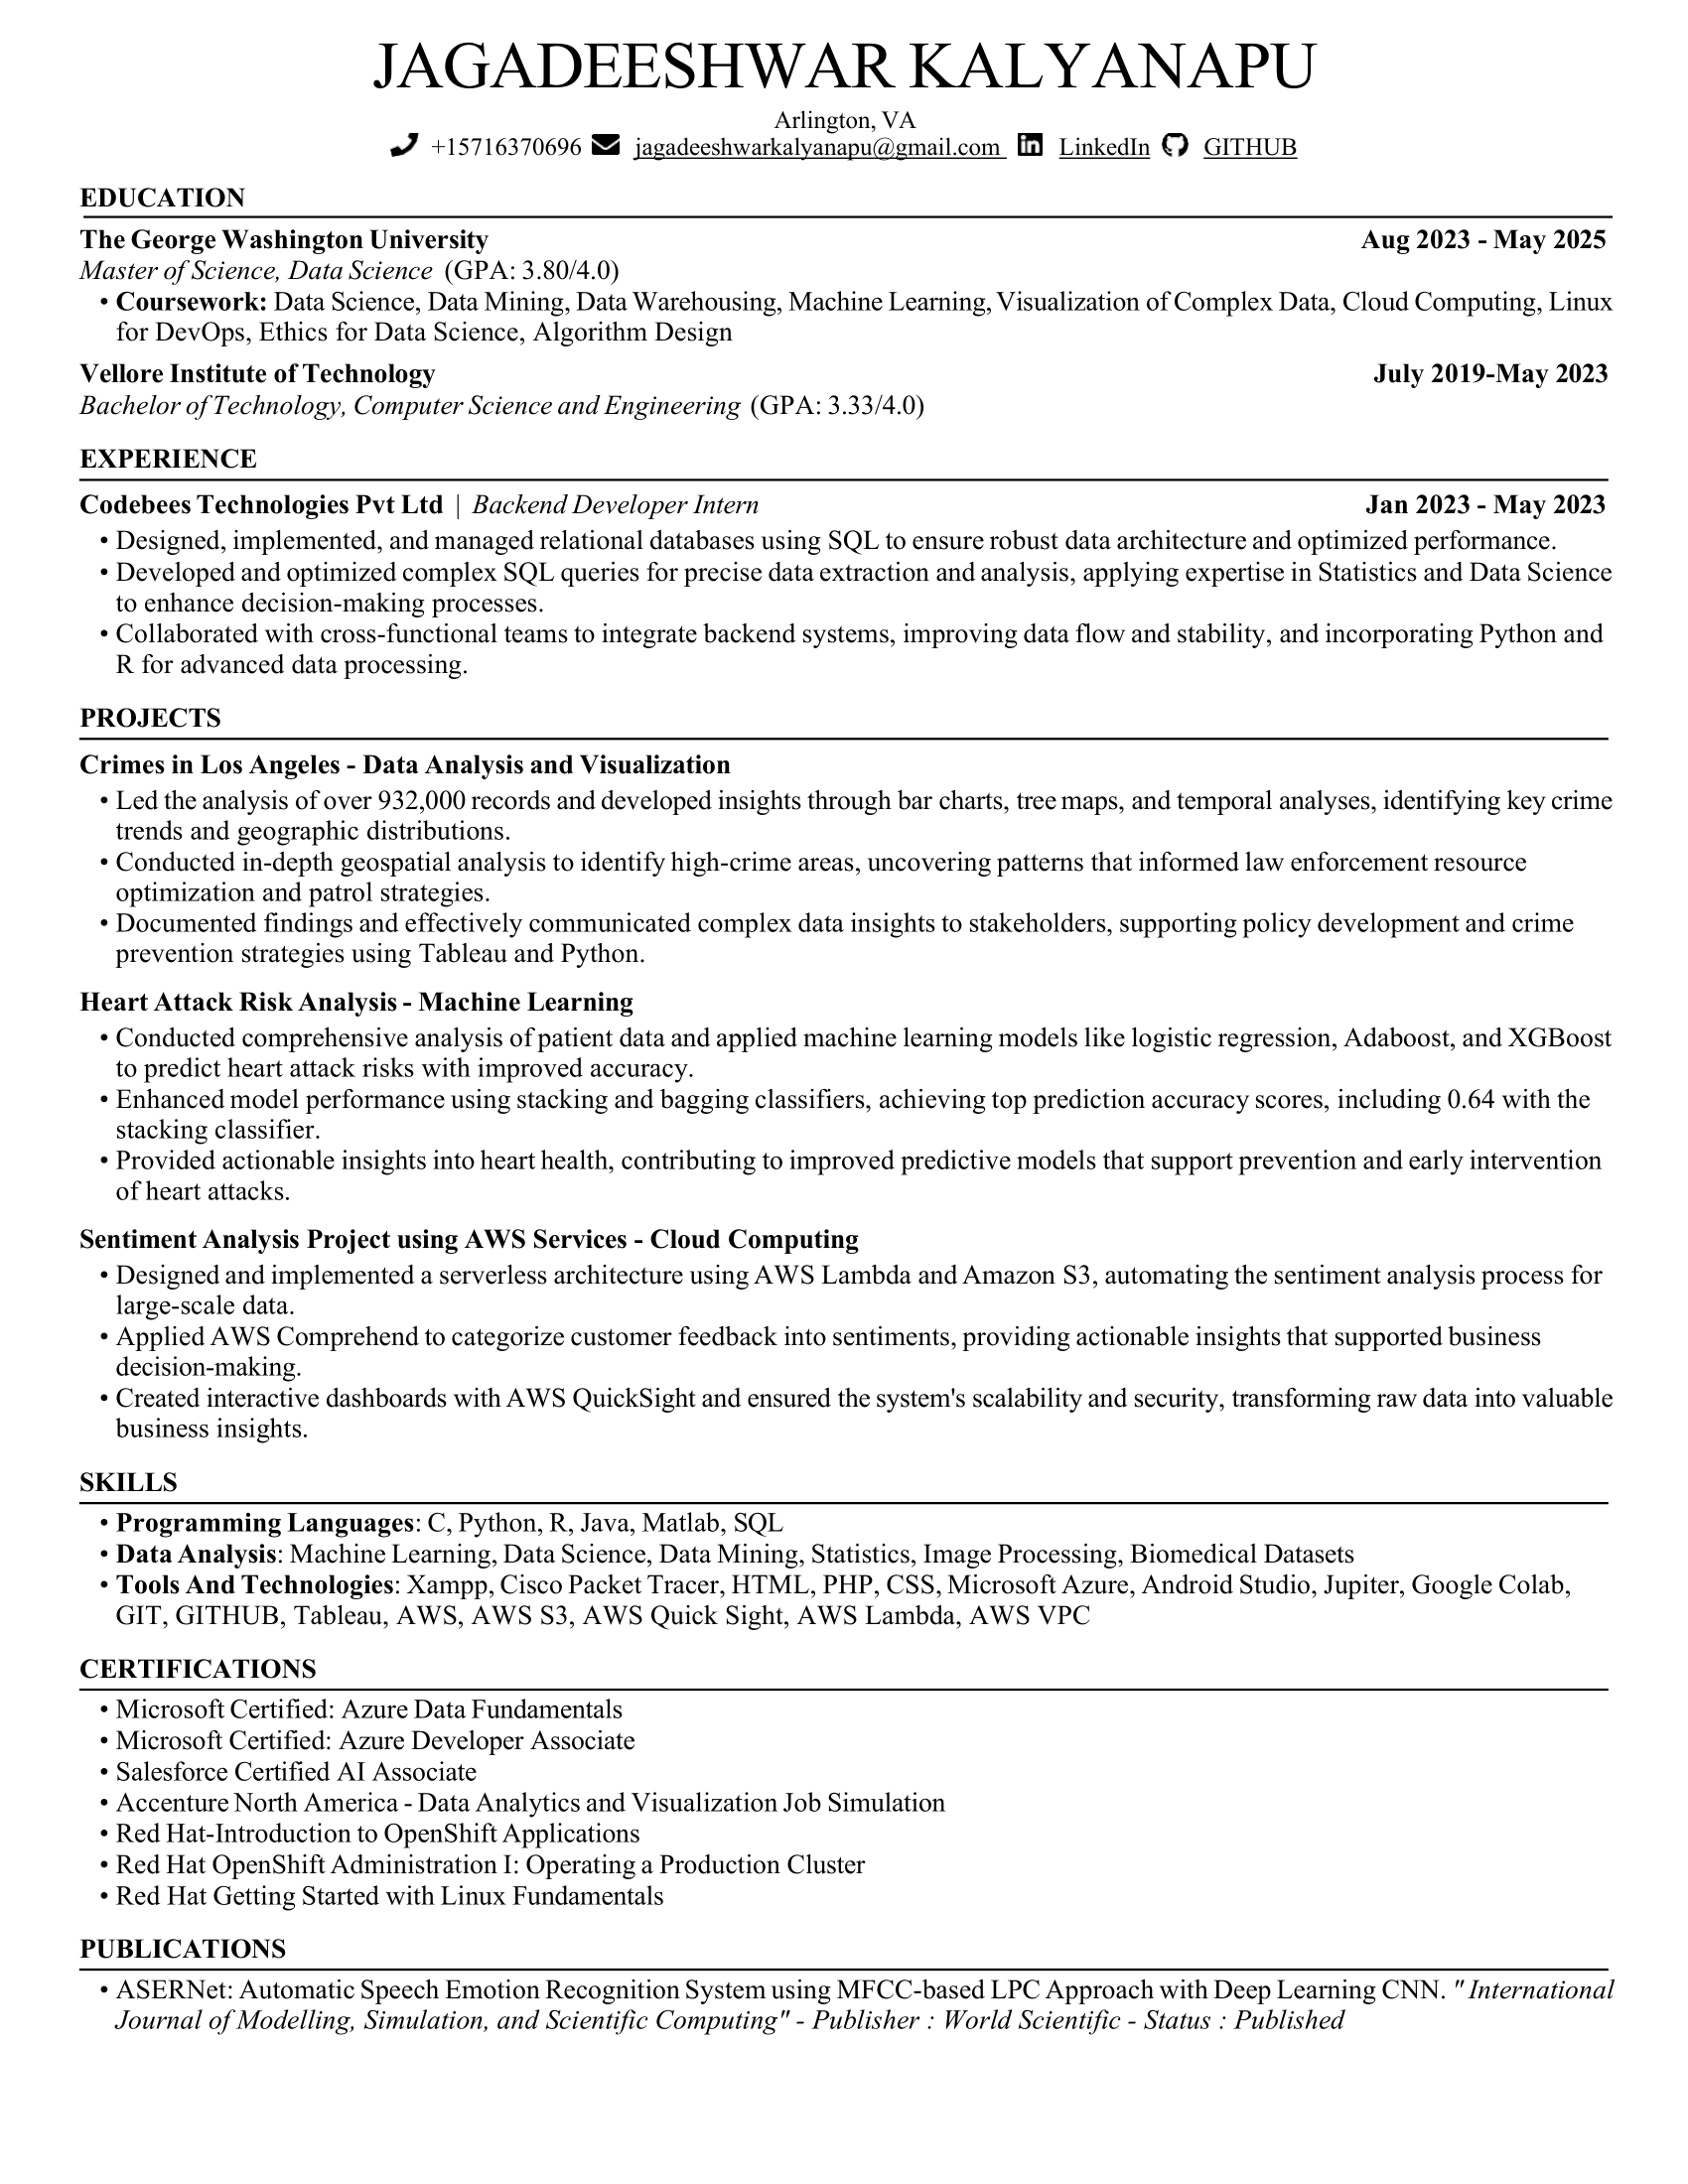 JAGADEESHWAR KALYANAPU
Arlington, VA
+15716370696 jagadeeshwarkalyanapu@gmail.com LinkedIn GITHUB
EDUCATION
The George Washington University Aug 2023 - May 2025
Master of Science, Data Science (GPA: 3.80/4.0)
• Coursework: Data Science, Data Mining, Data Warehousing, Machine Learning, Visualization of Complex Data, Cloud Computing, Linux
for DevOps, Ethics for Data Science, Algorithm Design
Vellore Institute of Technology July 2019-May 2023
Bachelor of Technology, Computer Science and Engineering (GPA: 3.33/4.0)
EXPERIENCE
Codebees Technologies Pvt Ltd | Backend Developer Intern Jan 2023 - May 2023
• Designed, implemented, and managed relational databases using SQL to ensure robust data architecture and optimized performance.
• Developed and optimized complex SQL queries for precise data extraction and analysis, applying expertise in Statistics and Data Science
to enhance decision-making processes.
• Collaborated with cross-functional teams to integrate backend systems, improving data flow and stability, and incorporating Python and
R for advanced data processing.
PROJECTS
Crimes in Los Angeles - Data Analysis and Visualization
• Led the analysis of over 932,000 records and developed insights through bar charts, tree maps, and temporal analyses, identifying key crime
trends and geographic distributions.
• Conducted in-depth geospatial analysis to identify high-crime areas, uncovering patterns that informed law enforcement resource
optimization and patrol strategies.
• Documented findings and effectively communicated complex data insights to stakeholders, supporting policy development and crime
prevention strategies using Tableau and Python.
Heart Attack Risk Analysis - Machine Learning
• Conducted comprehensive analysis of patient data and applied machine learning models like logistic regression, Adaboost, and XGBoost
to predict heart attack risks with improved accuracy.
• Enhanced model performance using stacking and bagging classifiers, achieving top prediction accuracy scores, including 0.64 with the
stacking classifier.
• Provided actionable insights into heart health, contributing to improved predictive models that support prevention and early intervention
of heart attacks.
Sentiment Analysis Project using AWS Services - Cloud Computing
• Designed and implemented a serverless architecture using AWS Lambda and Amazon S3, automating the sentiment analysis process for
large-scale data.
• Applied AWS Comprehend to categorize customer feedback into sentiments, providing actionable insights that supported business
decision-making.
• Created interactive dashboards with AWS QuickSight and ensured the system's scalability and security, transforming raw data into valuable
business insights.
SKILLS
• Programming Languages: C, Python, R, Java, Matlab, SQL
• Data Analysis: Machine Learning, Data Science, Data Mining, Statistics, Image Processing, Biomedical Datasets
• Tools And Technologies: Xampp, Cisco Packet Tracer, HTML, PHP, CSS, Microsoft Azure, Android Studio, Jupiter, Google Colab,
GIT, GITHUB, Tableau, AWS, AWS S3, AWS Quick Sight, AWS Lambda, AWS VPC
CERTIFICATIONS
• Microsoft Certified: Azure Data Fundamentals
• Microsoft Certified: Azure Developer Associate
• Salesforce Certified AI Associate
• Accenture North America - Data Analytics and Visualization Job Simulation
• Red Hat-Introduction to OpenShift Applications
• Red Hat OpenShift Administration I: Operating a Production Cluster
• Red Hat Getting Started with Linux Fundamentals
PUBLICATIONS
• ASERNet: Automatic Speech Emotion Recognition System using MFCC-based LPC Approach with Deep Learning CNN. " International
Journal of Modelling, Simulation, and Scientific Computing" - Publisher : World Scientific - Status : Published